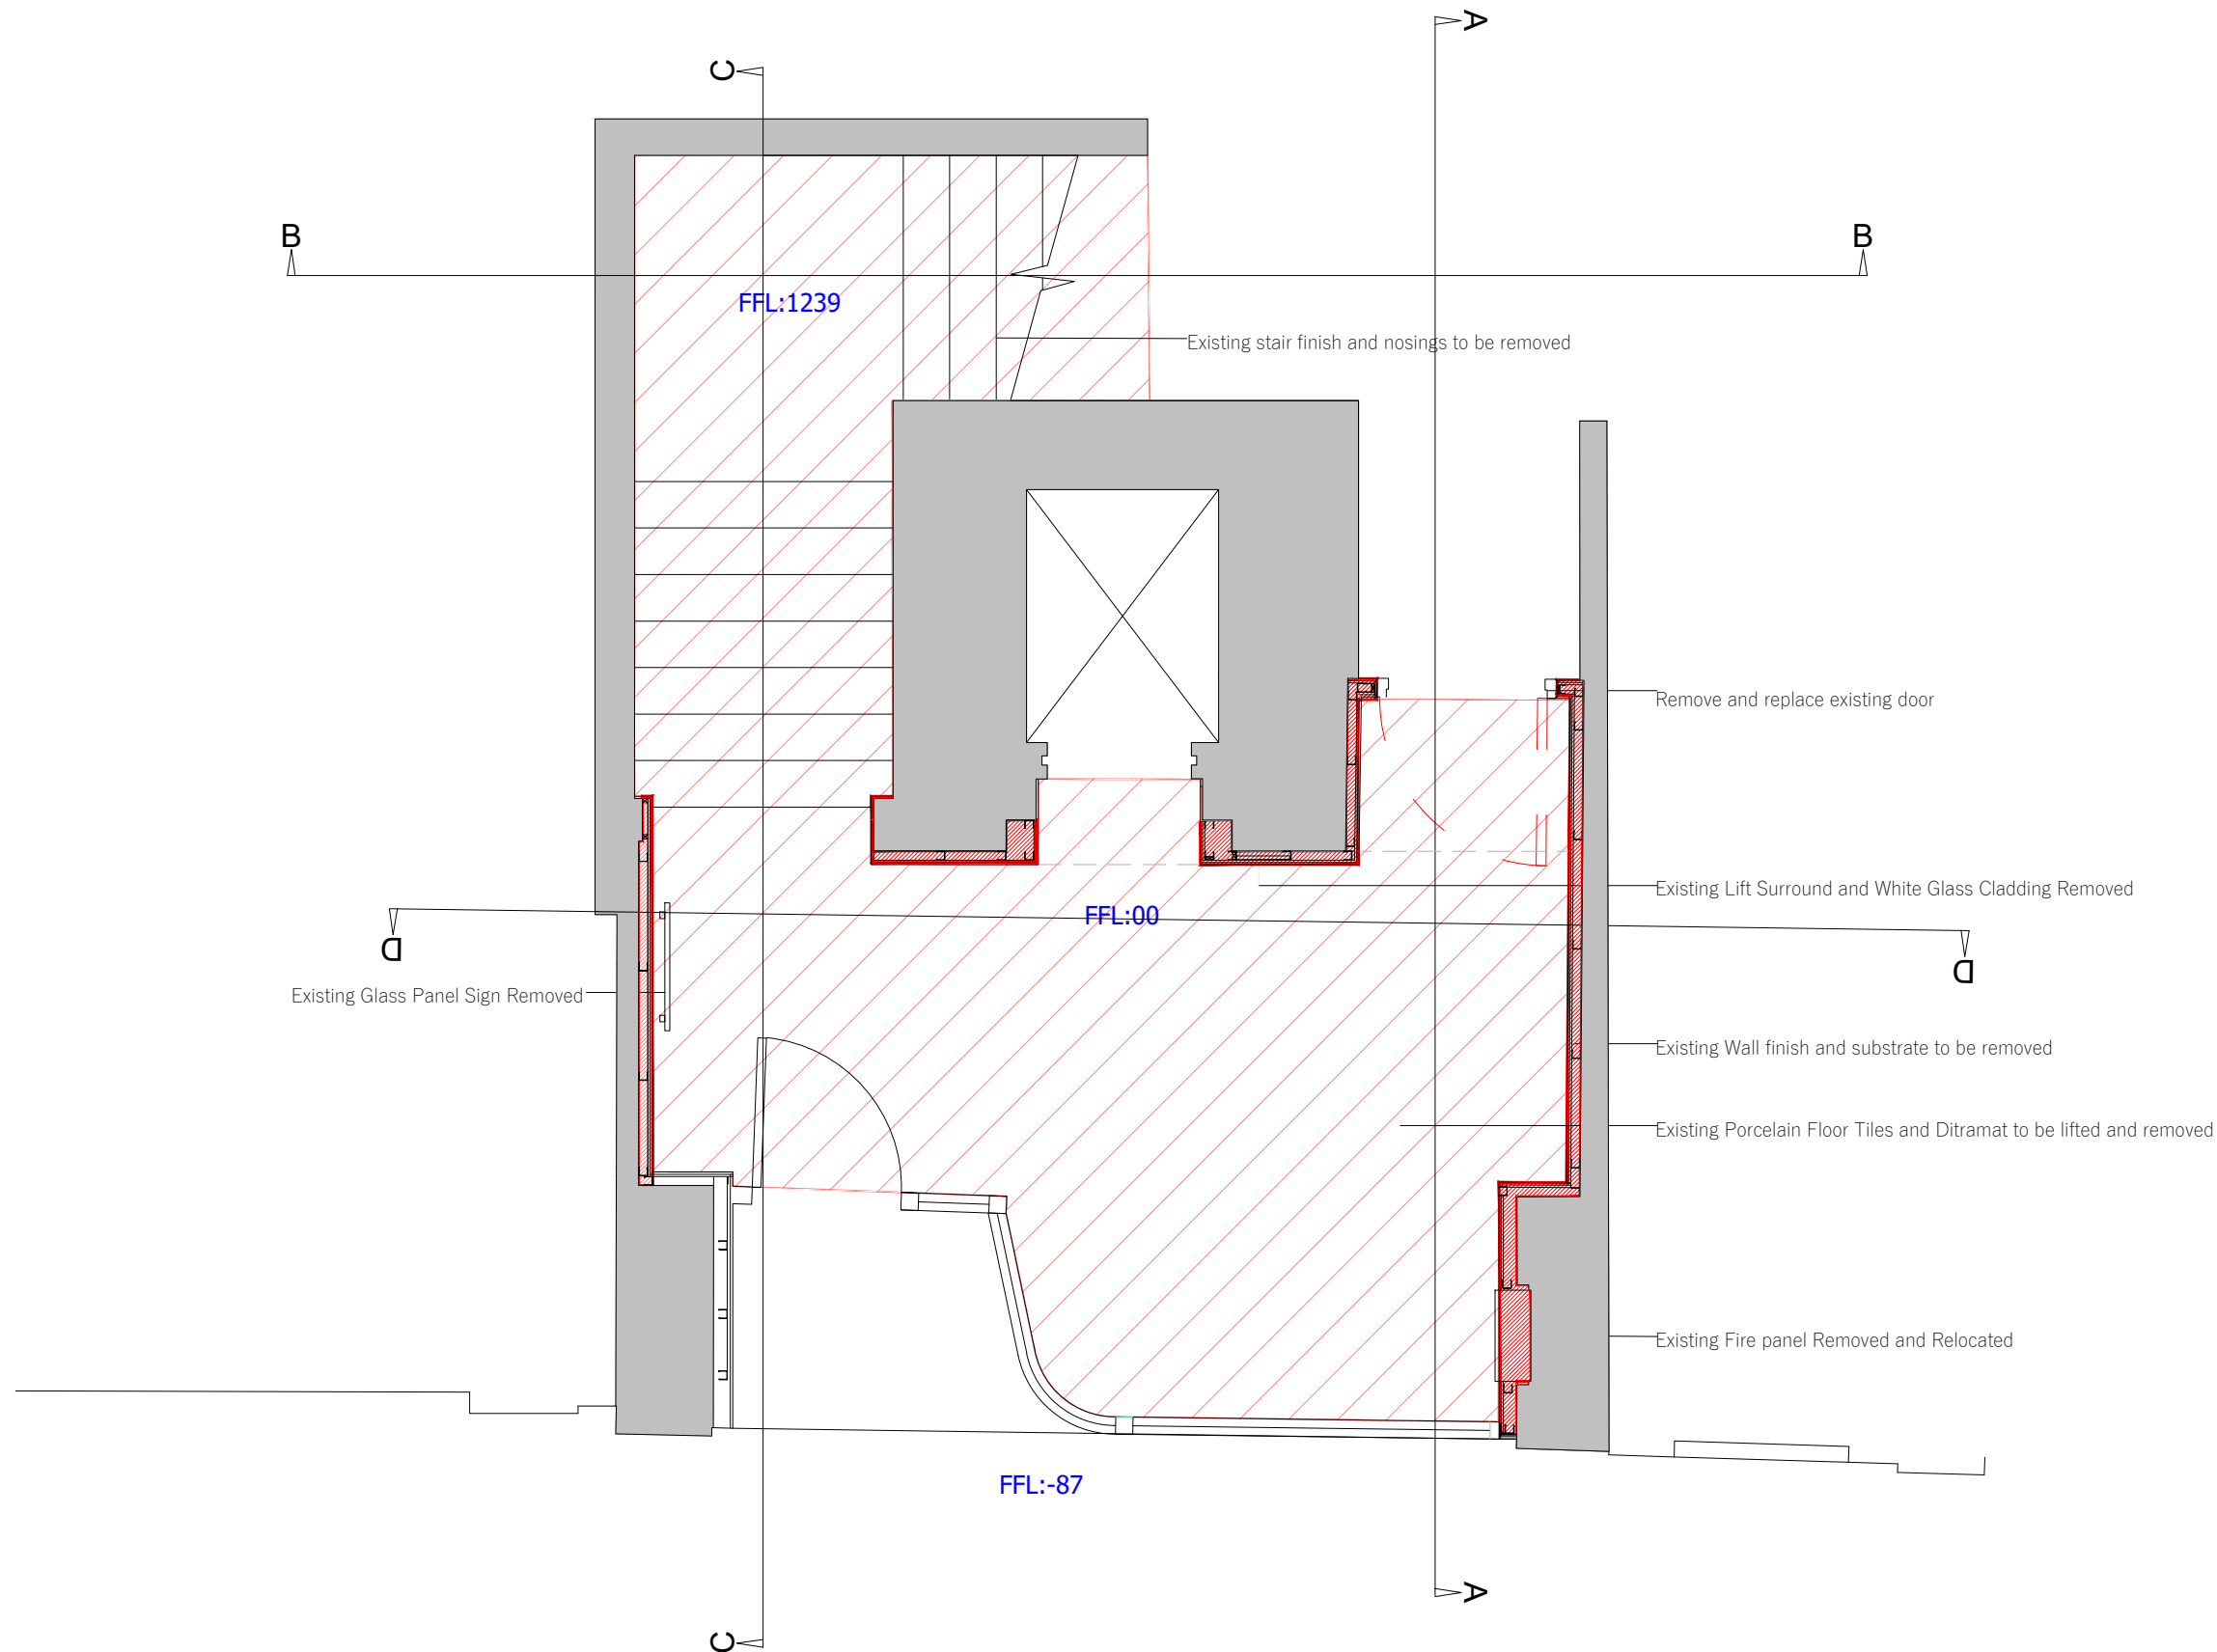 A
C
B
B
FFL:1239
Existing stair finish and nosings to be removed
Remove and replace existing door
Existing Lift Surround and White Glass Cladding Removed
FFL:00
D
D
Existing Glass Panel Sign Removed
Existing Wall finish and substrate to be removed
Existing Porcelain Floor Tiles and Ditramat to be lifted and removed
Existing Fire panel Removed and Relocated
FFL:-87
A
C